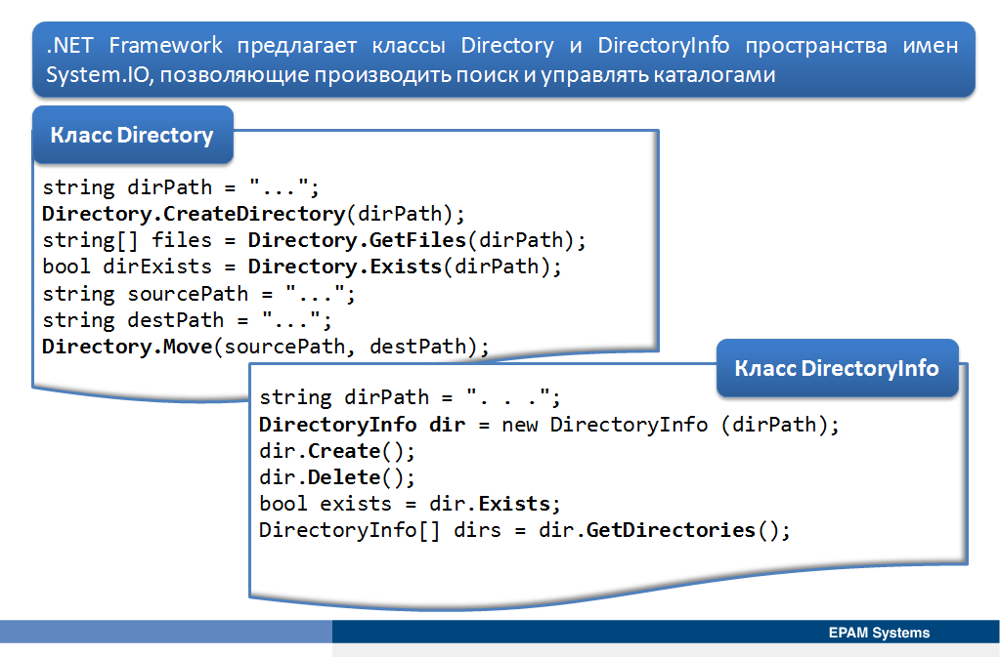 .NET Framework предлагает классы Directory и DirectoryInfo пространства имен
System.IO, позволяющие производить поиск и управлять каталогами
Класс Directory
string dirPath = "...";
Directory.CreateDirectory(dirPath);
string[] files = Directory.GetFiles(dirPath);
bool dirExists = Directory.Exists(dirPath);
string sourcePath = "...";
string destPath = "...";
Directory.Move(sourcePath, destPath);
Класс DirectoryInfo
string dirPath = ". . .";
DirectoryInfo dir = new DirectoryInfo (dirPath);
dir.Create();
dir.Delete();
bool exists = dir.Exists;
DirectoryInfo[] dirs = dir.GetDirectories();
EPAM Systems